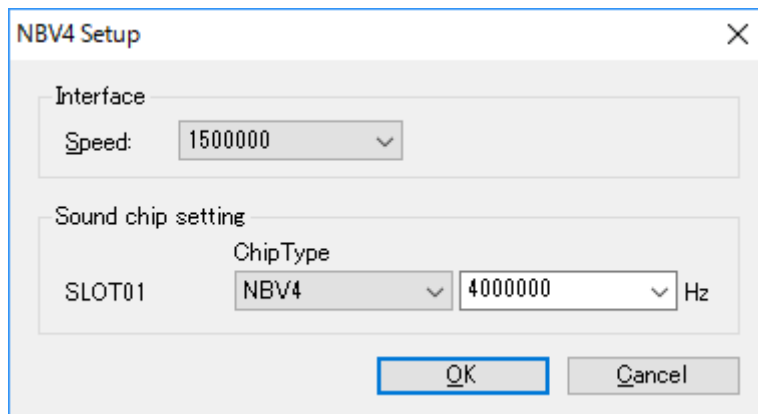 NBV4 Setup
Interface
Speed: 1500000
Sound chip setting
ChipType
SLOT01 NBV4 4000000 Hz
OK Cancel